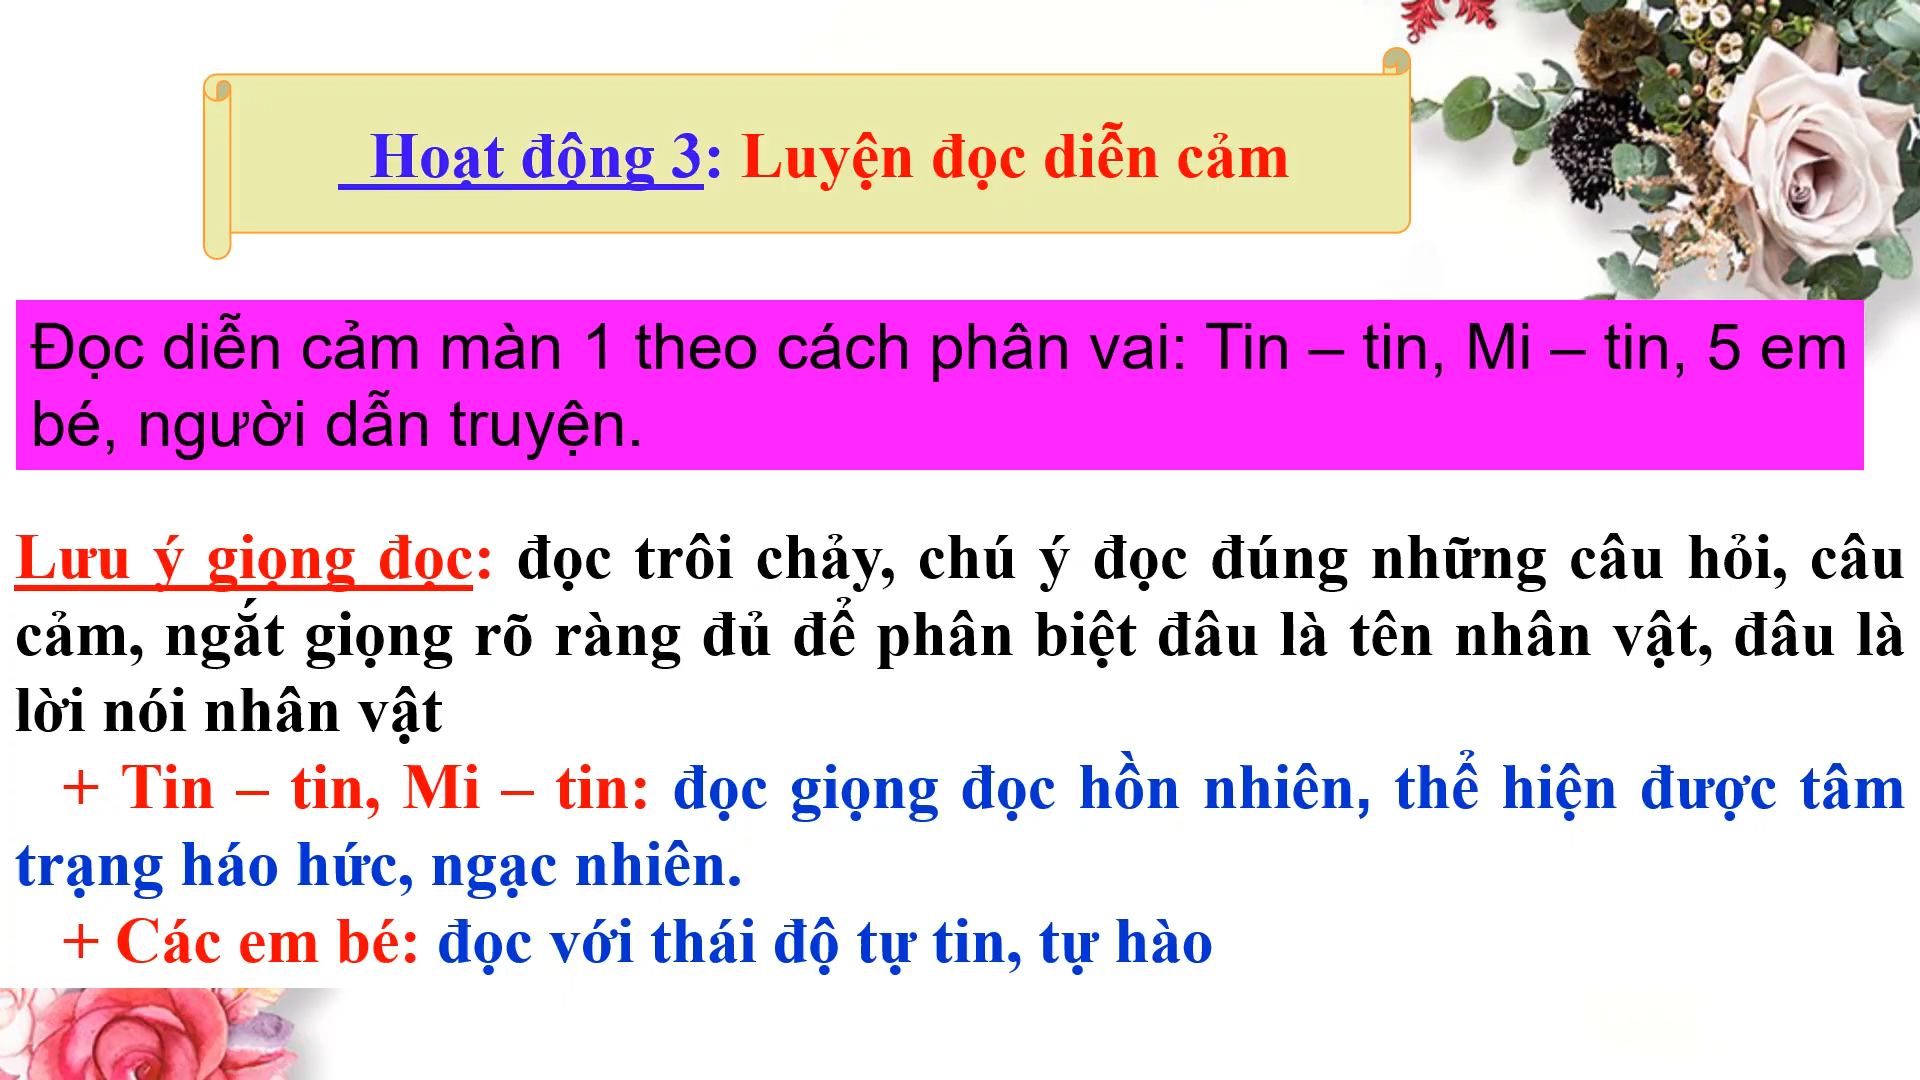 Hoạt động 3: Luyện đọc diễn cảm
Đọc diễn cảm màn 1 theo cách phân vai: Tin – tin, Mi – tin, 5 em
bé, người dẫn truyện.
Lưu ý giọng đọc: đọc trôi chảy, chú ý đọc đúng những câu hỏi, câu
cảm, ngắt giọng rõ ràng đủ để phân biệt đâu là tên nhân vật, đâu là
lời nói nhân vật
+ Tin – tin, Mi – tin: đọc giọng đọc hồn nhiên, thể hiện được tâm
trạng háo hức, ngạc nhiên.
+ Các em bé: đọc với thái độ tự tin, tự hào